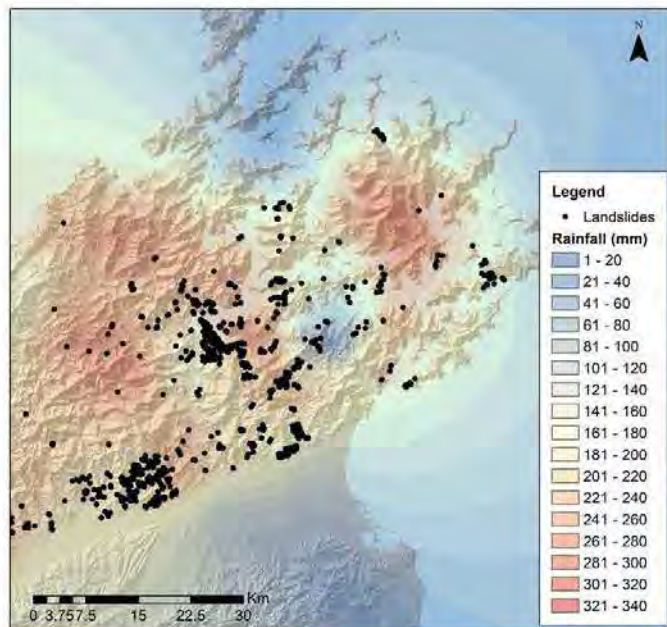 N
Legend
Landslides
Rainfall (mm)
1 - 20
21 - 40
41 - 60
61 - 80
81 - 100
101 - 120
121 - 140
141 - 160
161 - 180
181 - 200
201 - 220
221 - 240
241 - 260
261 - 280
281 - 300
301 - 320
321 - 340
Km
0 3.757.5 15 22.5 30